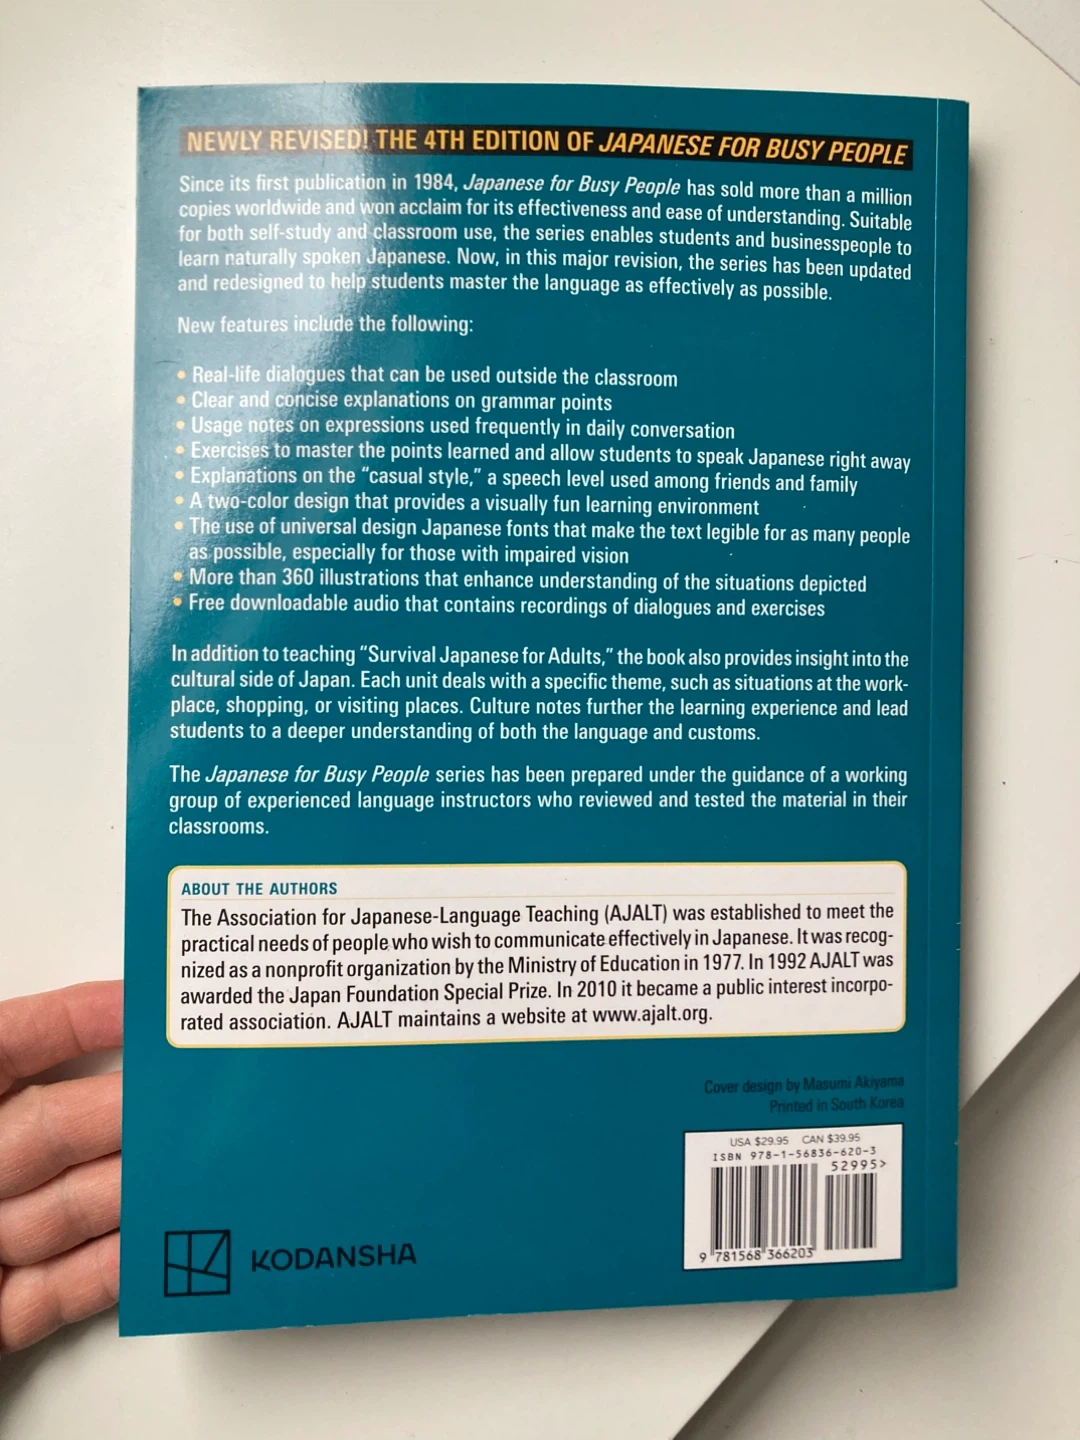 NEWLY REVISED! THE 4TH EDITION OF JAPANESE FOR BUSY PEOPLE
Since its first publication in 1984, Japanese for Busy People has sold more than a million
copies worldwide and won acclaim for its effectiveness and ease of understanding. Suitable
for both self-study and classroom use, the series enables students and businesspeople to
learn naturally spoken Japanese. Now, in this major revision, the series has been updated
and redesigned to help students master the language as effectively as possible.
New features include the following:
• Real-life dialogues that can be used outside the classroom
• Clear and concise explanations on grammar points
• Usage notes on expressions used frequently in daily conversation
• Exercises to master the points learned and allow students to speak Japanese right away
• Explanations on the “casual style,” a speech level used among friends and family
• A two-color design that provides a visually fun learning environment
• The use of universal design Japanese fonts that make the text legible for as many people
as possible, especially for those with impaired vision
• More than 360 illustrations that enhance understanding of the situations depicted
• Free downloadable audio that contains recordings of dialogues and exercises
In addition to teaching “Survival Japanese for Adults,” the book also provides insight into the
cultural side of Japan. Each unit deals with a specific theme, such as situations at the work-
place, shopping, or visiting places. Culture notes further the learning experience and lead
students to a deeper understanding of both the language and customs.
The Japanese for Busy People series has been prepared under the guidance of a working
group of experienced language instructors who reviewed and tested the material in their
classrooms.
ABOUT THE AUTHORS
The Association for Japanese-Language Teaching (AJALT) was established to meet the
practical needs of people who wish to communicate effectively in Japanese. It was recog-
nized as a nonprofit organization by the Ministry of Education in 1977. In 1992 AJALT was
awarded the Japan Foundation Special Prize. In 2010 it became a public interest incorpo-
rated association. AJALT maintains a website at www.ajalt.org.
Cover design by Masumi Akiyama
Printed in South Korea
USA $29.95 CAN $39.95
ISBN 978-1-56836-620-3
52995>
9 781568 366203
KODANSHA